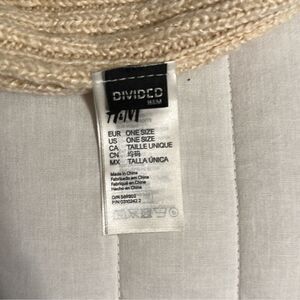 DIVIDED
H&M
EUR ONE SIZE
US ONE SIZE
CA TAILLE UNIQUE
CN 均码
MX TALLA ÚNICA
Made in China
Fabricado en China
Fabriqué en China
Hecho en China